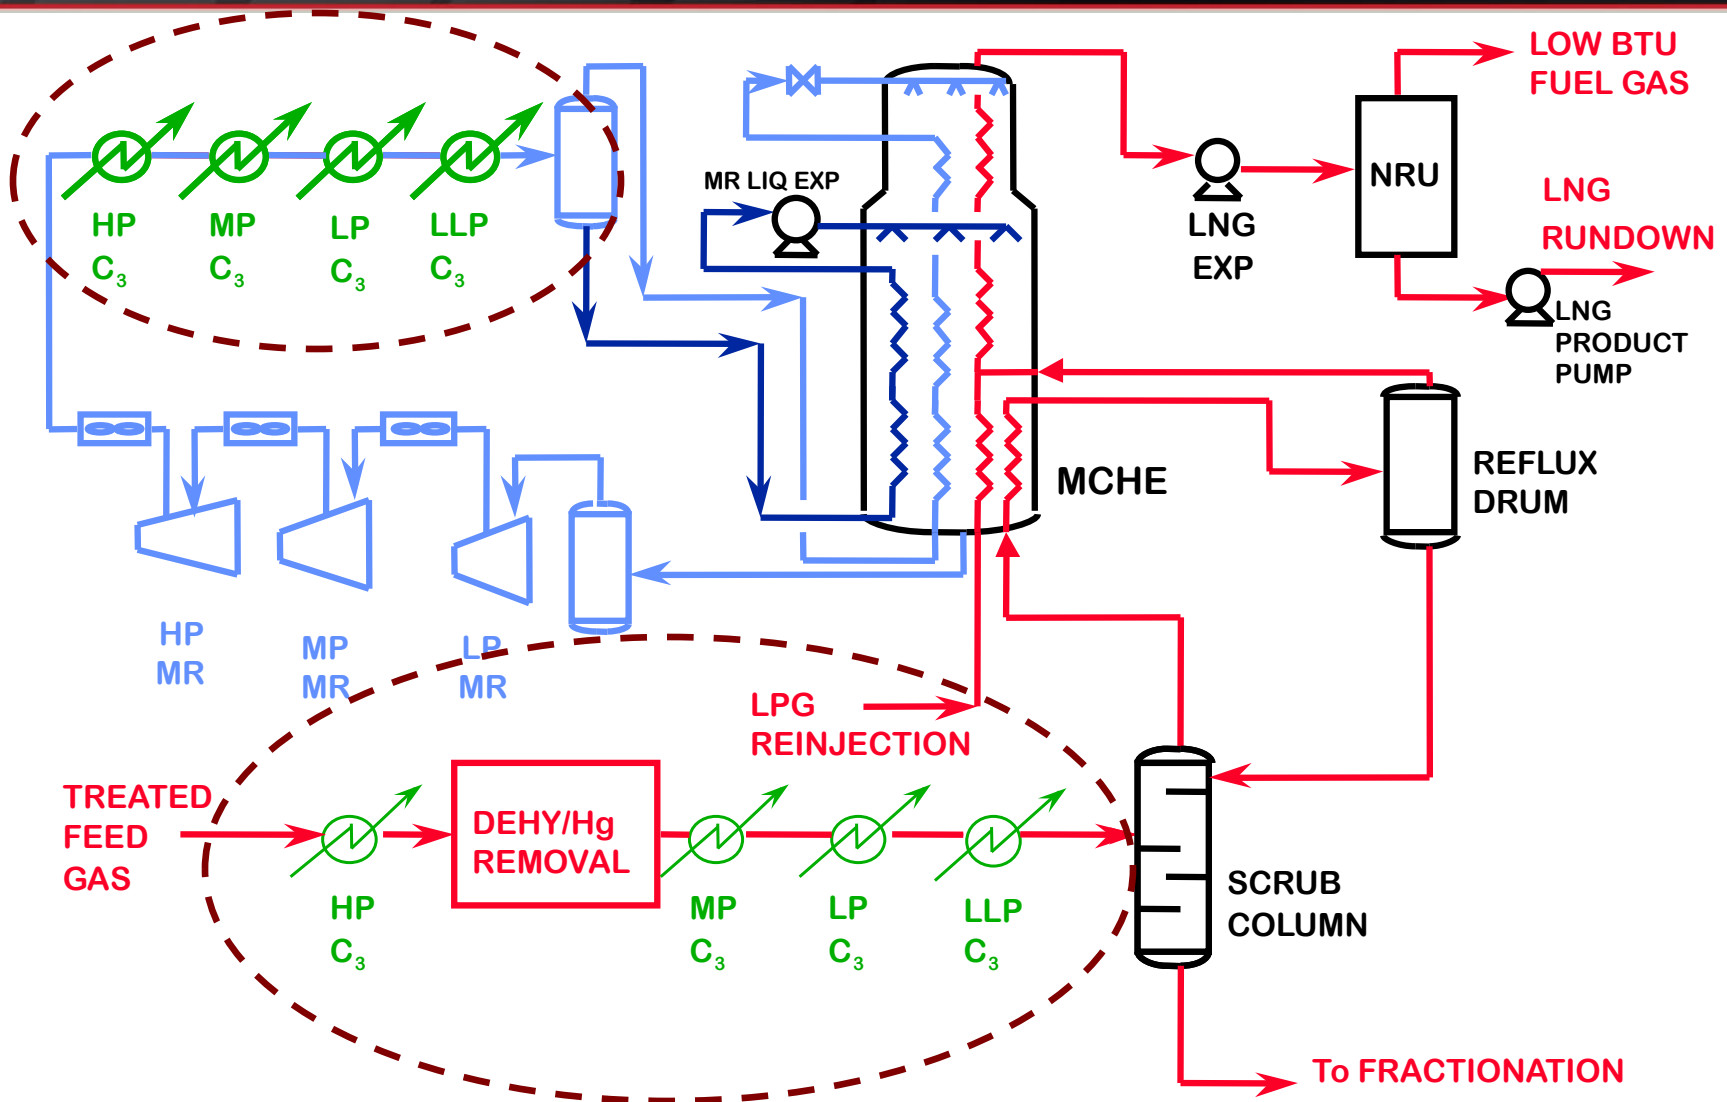 LOW BTU
FUEL GAS
MR LIQ EXP
NRU
LNG
RUNDOWN
HP
C3
MP
C3
LP
C3
LLP
C3
LNG
EXP
LNG
PRODUCT
PUMP
MCHE
REFLUX
DRUM
HP
MR
MP
MR
LP
MR
LPG
REINJECTION
TREATED
FEED
GAS
DEHY/Hg
REMOVAL
HP
C3
MP
C3
LP
C3
LLP
C3
SCRUB
COLUMN
To FRACTIONATION